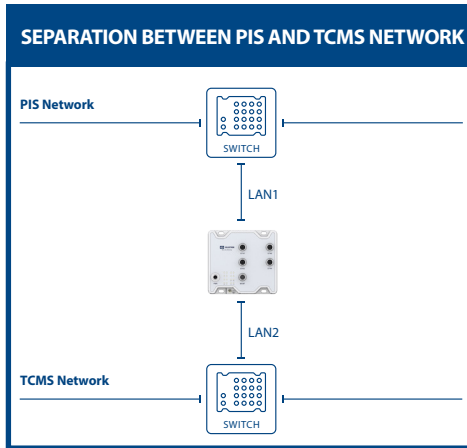 SEPARATION BETWEEN PIS AND TCMS NETWORK
PIS Network
SWITCH
LAN1
LAN2
TCMS Network
SWITCH